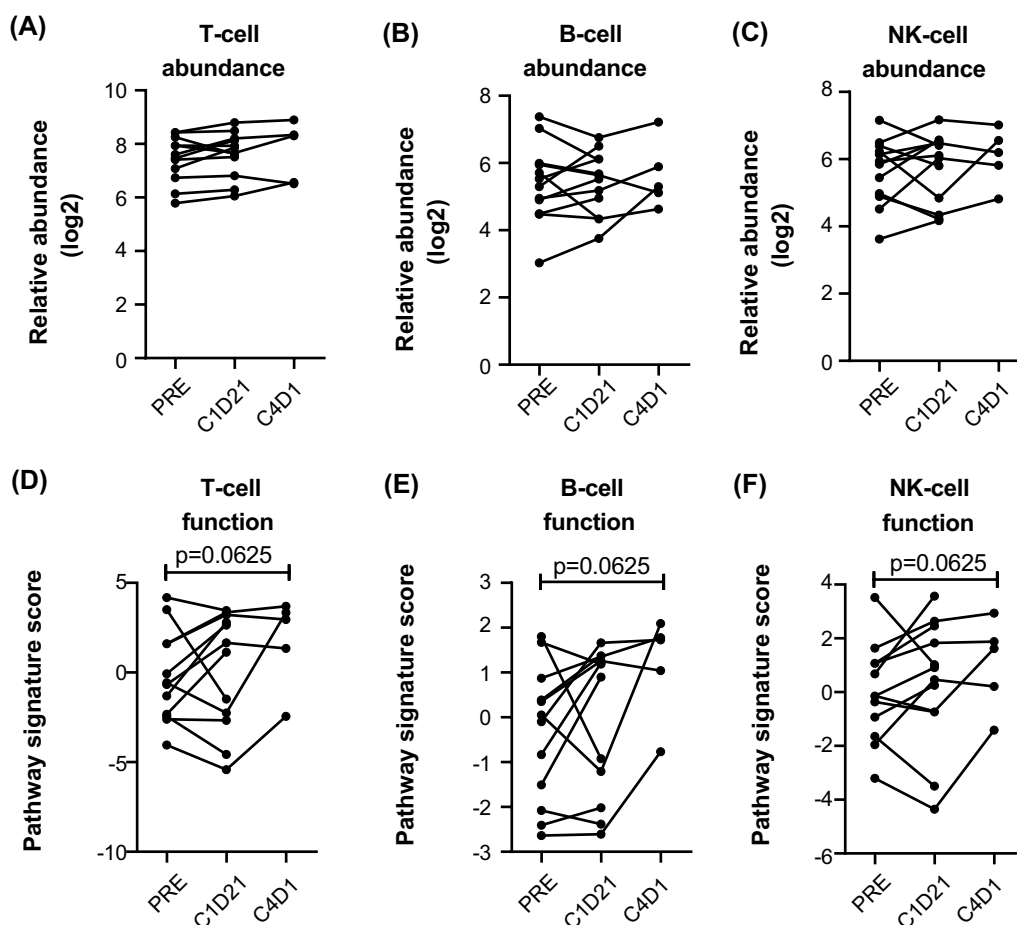 (A)
T-cell
abundance
Relative abundance
(log2)
10
8
6
4
2
0
PRE
C1D21
C4D1
(B)
B-cell
abundance
Relative abundance
(log2)
8
6
4
2
0
PRE
C1D21
C4D1
(C)
NK-cell
abundance
Relative abundance
(log2)
8
6
4
2
0
PRE
C1D21
C4D1
(D)
T-cell
function
p=0.0625
Pathway signature score
5
0
-5
-10
PRE
C1D21
C4D1
(E)
B-cell
function
p=0.0625
Pathway signature score
3
2
1
0
-1
-2
-3
PRE
C1D21
C4D1
(F)
NK-cell
function
p=0.0625
Pathway signature score
4
2
0
-2
-4
-6
PRE
C1D21
C4D1